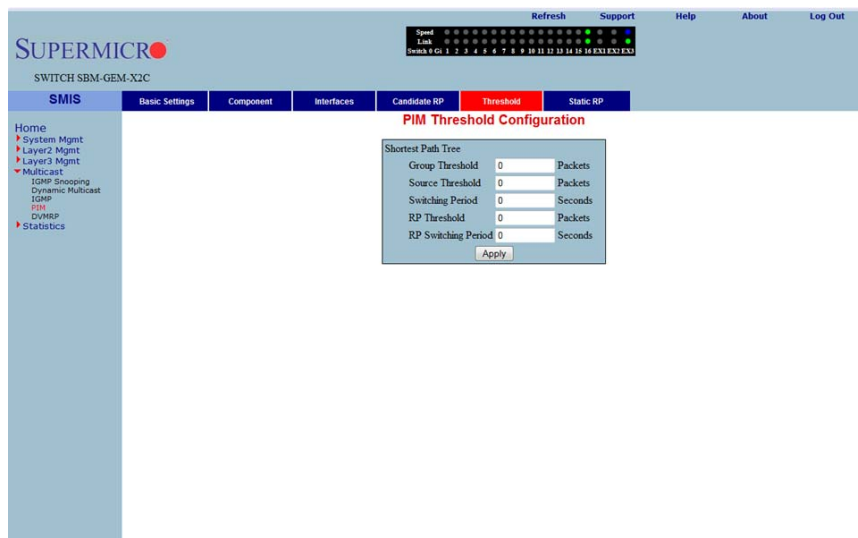 Refresh Support Help About Log Out
SUPERMICRO
Speed
Link
Switch 0 Gi 1 2 3 4 5 6 7 8 9 10 11 12 13 14 15 16 EX1 EX2 EX3
SWITCH SBM-GEM-X2C
SMIS
Basic Settings Component Interfaces Candidate RP Threshold Static RP
Home
System Mgmt
Layer2 Mgmt
Layer3 Mgmt
Multicast
IGMP Snooping
Dynamic Multicast
IGMP
PIM
DVMRP
Statistics
PIM Threshold Configuration
Shortest Path Tree
Group Threshold 0 Packets
Source Threshold 0 Packets
Switching Period 0 Seconds
RP Threshold 0 Packets
RP Switching Period 0 Seconds
Apply